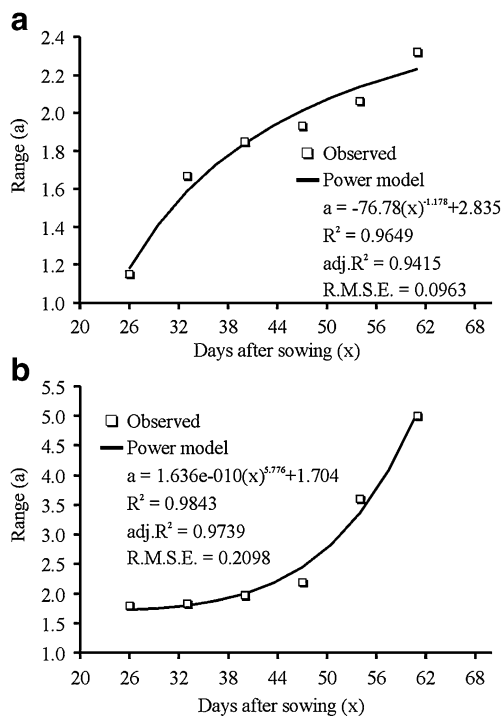 a
2.4
2.2
2.0
1.8
1.6
1.4
1.2
1.0
Range (a)
Observed
Power model
a = -76.78(x)^-1.178+2.835
R² = 0.9649
adj.R² = 0.9415
R.M.S.E. = 0.0963
20 26 32 38 44 50 56 62 68
Days after sowing (x)
b
5.5
5.0
4.5
4.0
3.5
3.0
2.5
2.0
1.5
1.0
Range (a)
Observed
Power model
a = 1.636e-010(x)^5.776+1.704
R² = 0.9843
adj.R² = 0.9739
R.M.S.E. = 0.2098
20 26 32 38 44 50 56 62 68
Days after sowing (x)